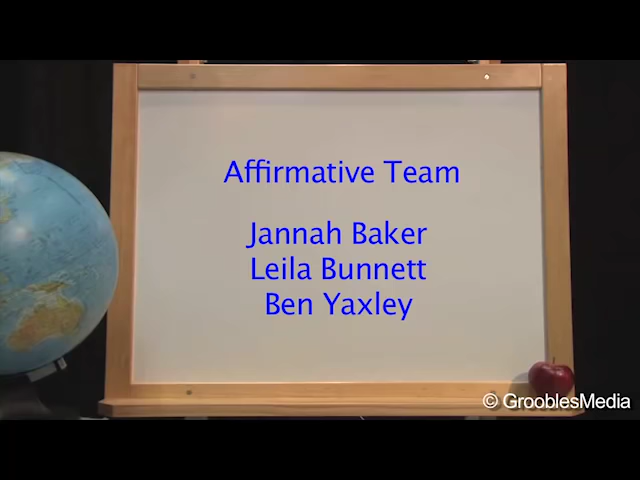 Affirmative Team
Jannah Baker
Leila Bunnett
Ben Yaxley
© GrooblesMedia